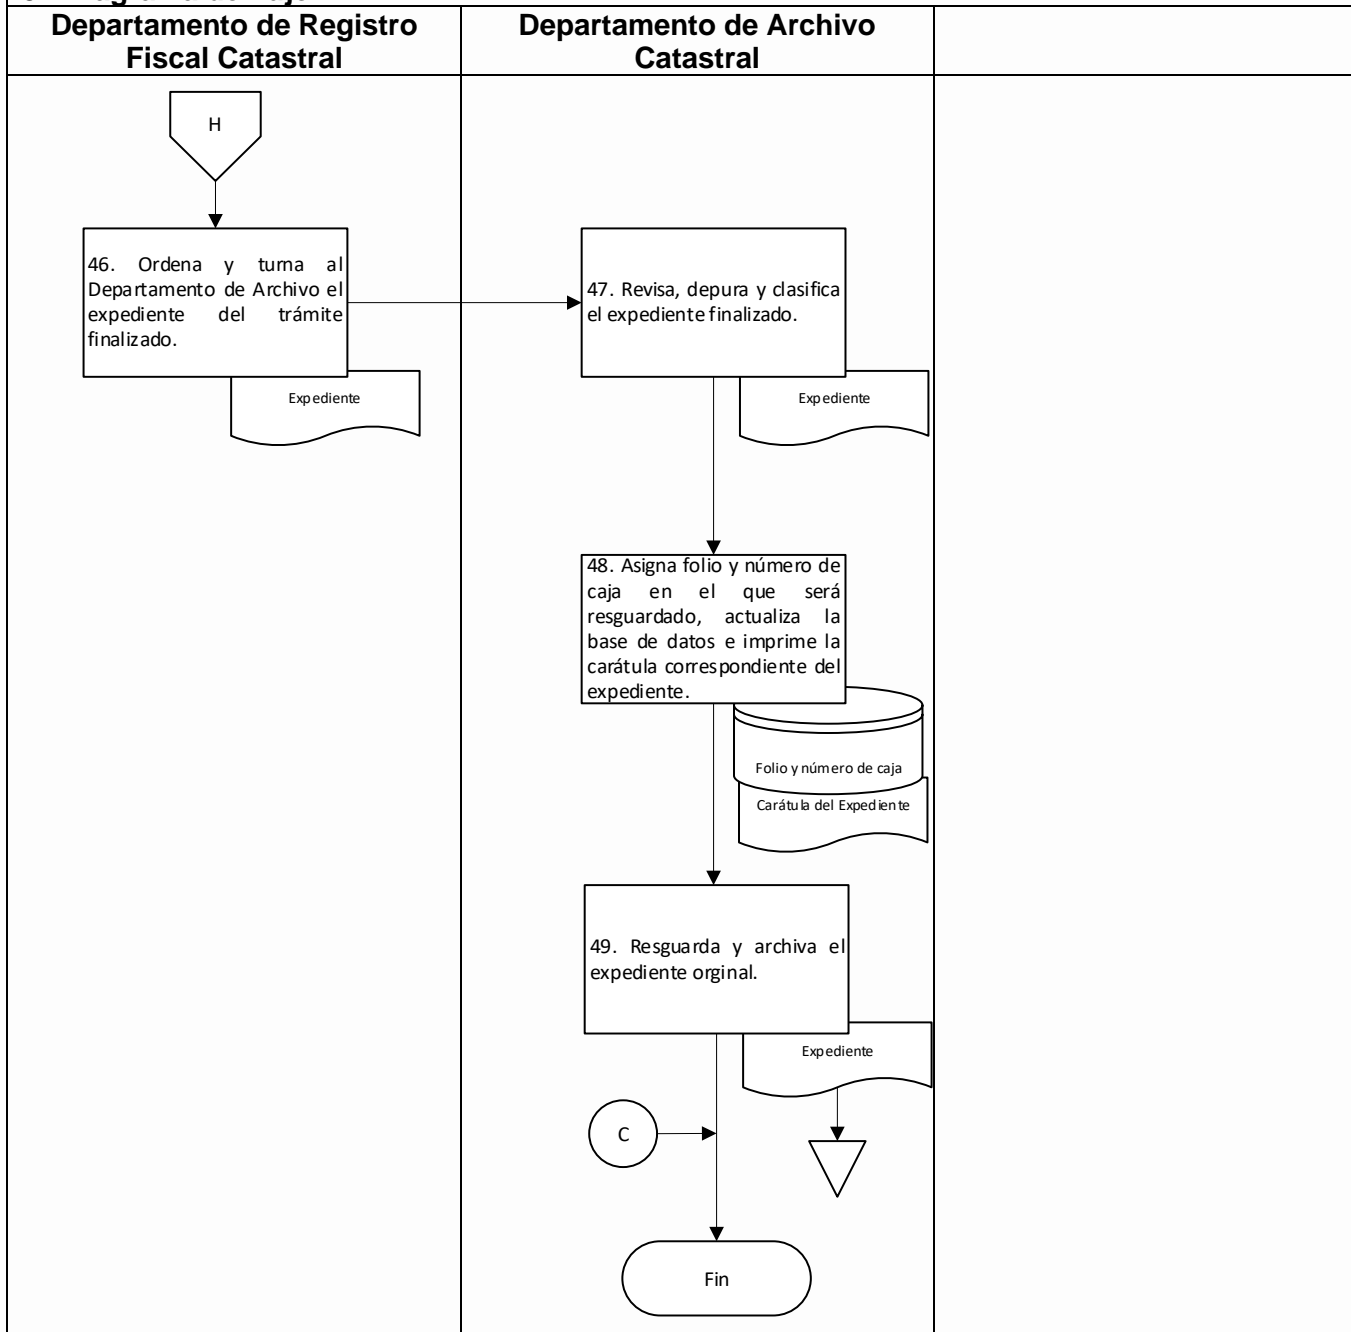 Departamento de Registro
Fiscal Catastral
Departamento de Archivo
Catastral
H
46. Ordena y turna al
Departamento de Archivo el
expediente del trámite
finalizado.
Expediente
47. Revisa, depura y clasifica
el expediente finalizado.
Expediente
48. Asigna folio y número de
caja en el que será
resguardado, actualiza la
base de datos e imprime la
carátula correspondiente del
expediente.
Folio y número de caja
Carátula del Expediente
49. Resguarda y archiva el
expediente orginal.
Expediente
C
Fin